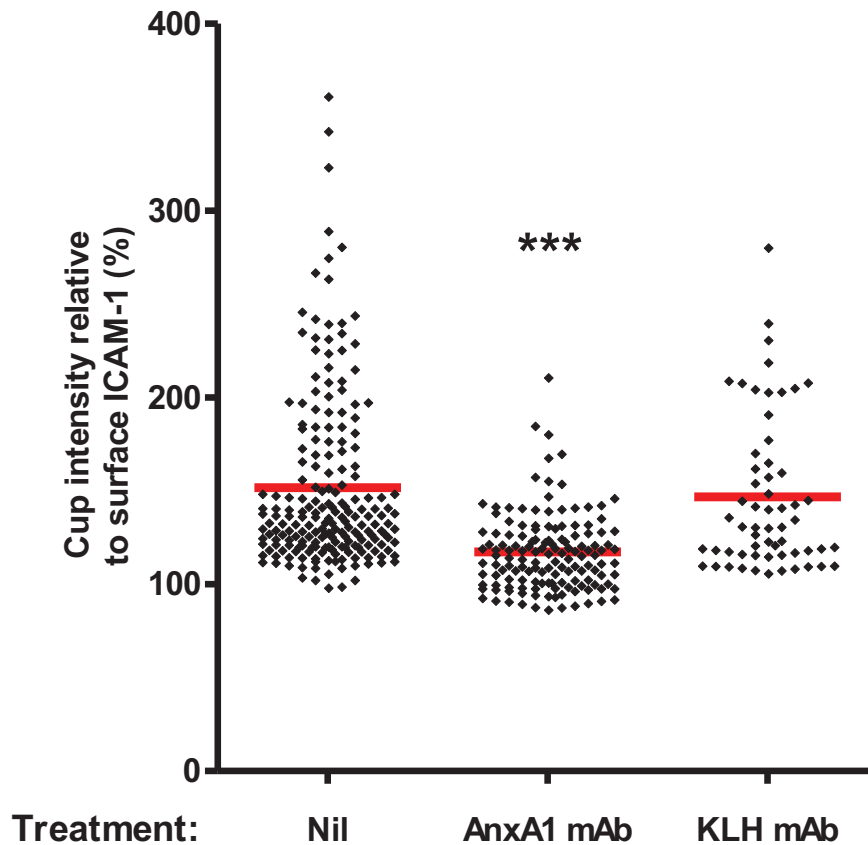 400
300
200
100
0
Cup intensity relative
to surface ICAM-1 (%)
***
Treatment: Nil AnxA1 mAb KLH mAb